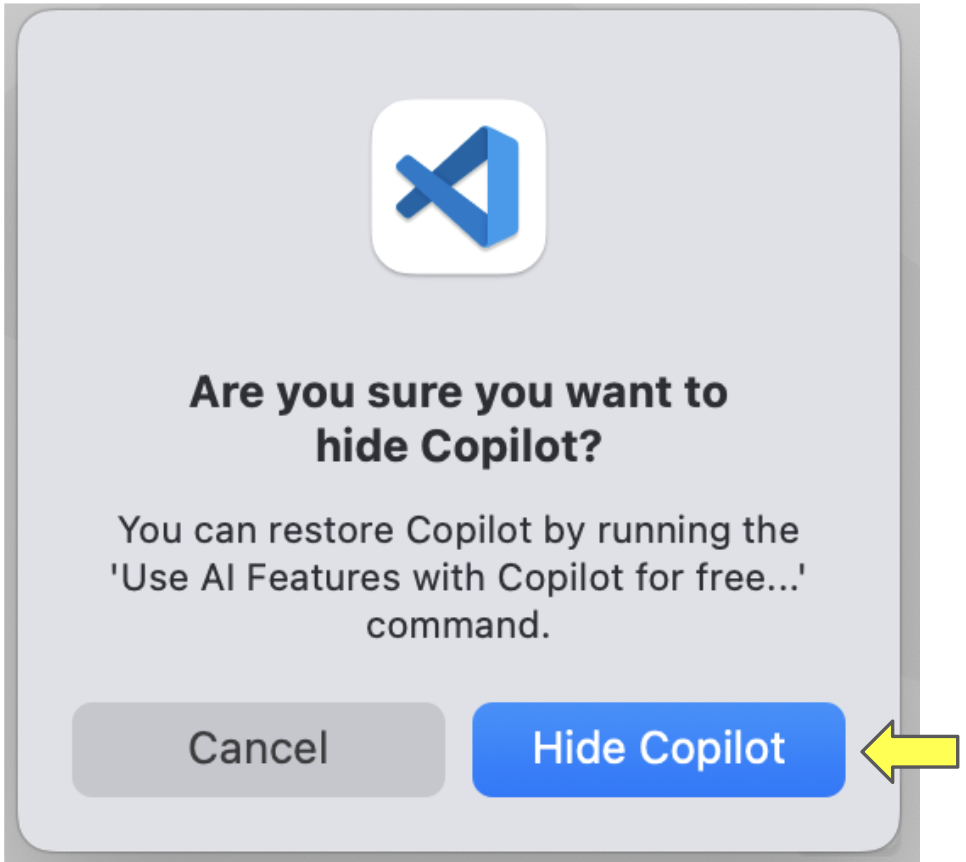 Are you sure you want to
hide Copilot?
You can restore Copilot by running the
'Use AI Features with Copilot for free...'
command.
Cancel
Hide Copilot